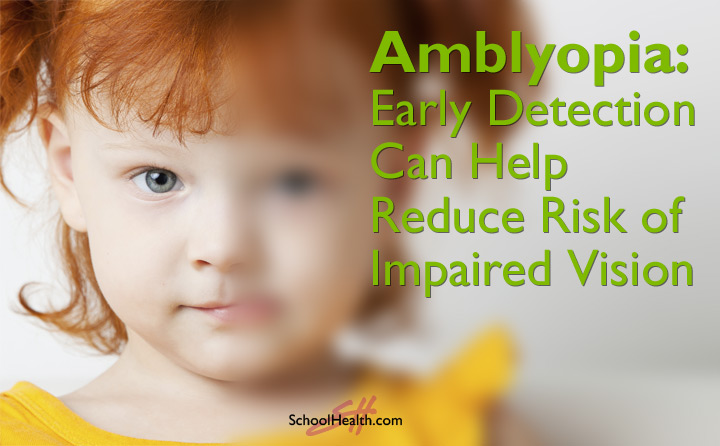 Amblyopia:
Early Detection
Can Help
Reduce Risk of
Impaired Vision
SchoolHealth.com